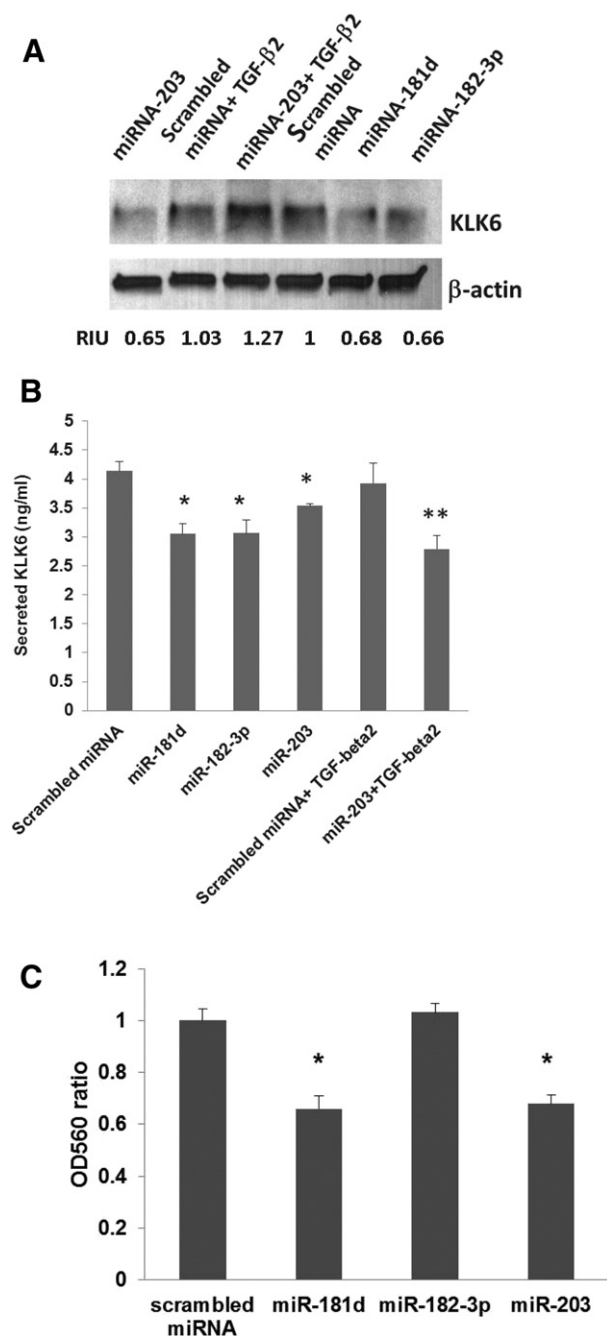 A
miRNA-203
Scrambled
miRNA+ TGF-β2
miRNA-203+ TGF-β2
Scrambled
miRNA
miRNA-181d
miRNA-182-3p
KLK6
β-actin
RIU 0.65 1.03 1.27 1 0.68 0.66
B
Secreted KLK6 (ng/ml)
5
4.5
4
3.5
3
2.5
2
1.5
1
0.5
0
* * * **
Scrambled miRNA
miR-181d
miR-182-3p
miR-203
Scrambled miRNA+ TGF-beta2
miR-203+TGF-beta2
C
OD560 ratio
1.2
1
0.8
0.6
0.4
0.2
0
* *
scrambled miR-181d miR-182-3p miR-203
miRNA